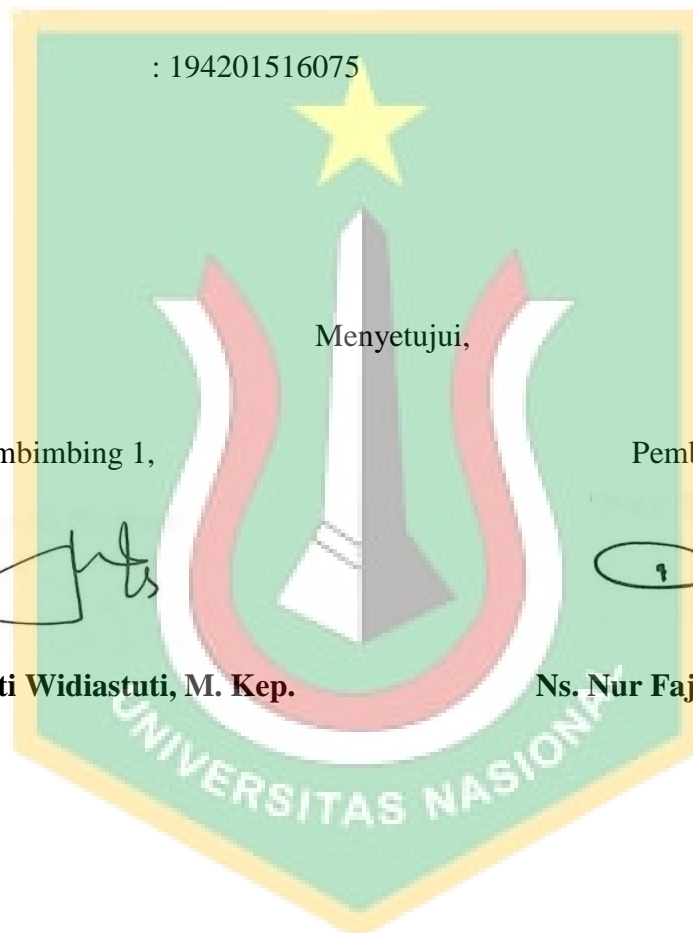 : 194201516075
Menyetujui,
mbimbing 1,
Pemb
ti Widiastuti, M. Kep.
Ns. Nur Faj
UNIVERSITAS NASIONAL